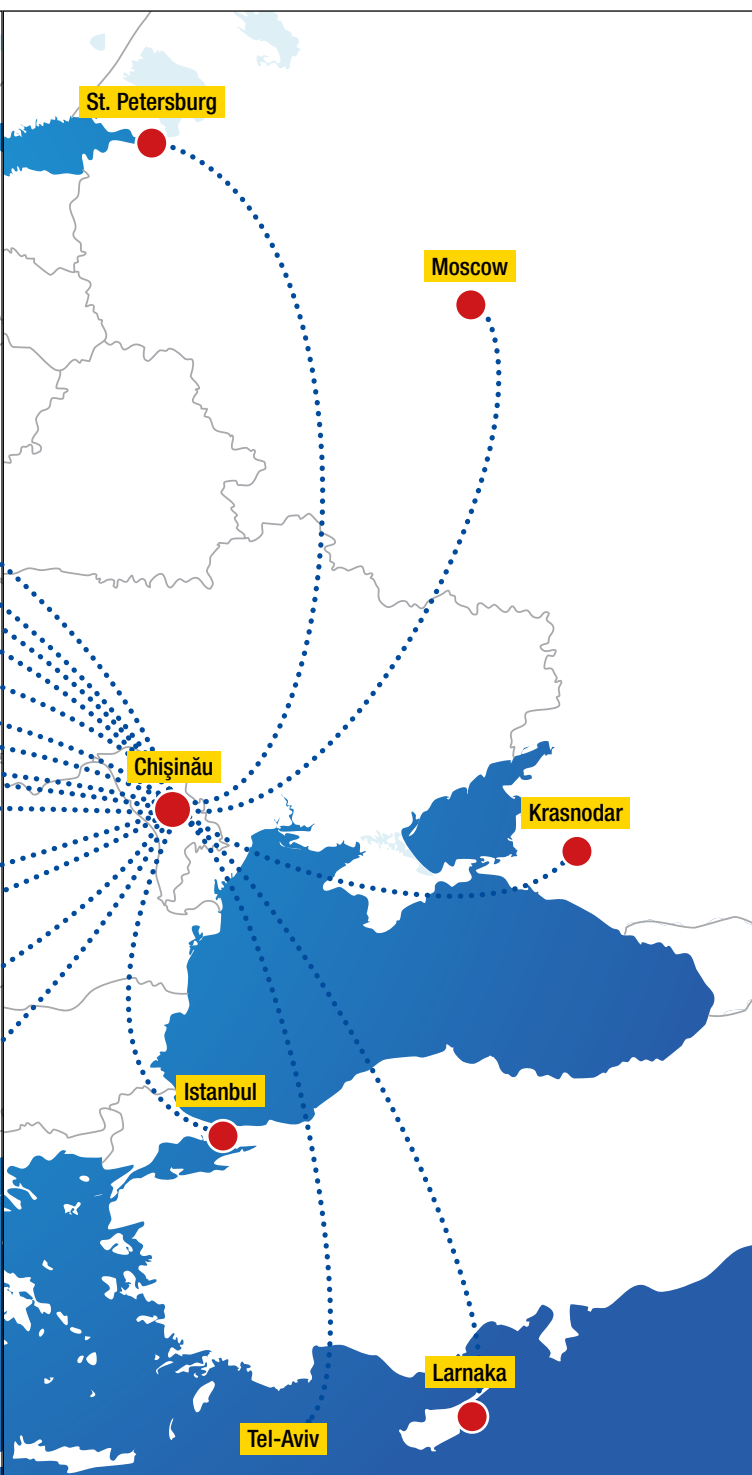 St. Petersburg
Moscow
Chişinău
Krasnodar
Istanbul
Larnaka
Tel-Aviv